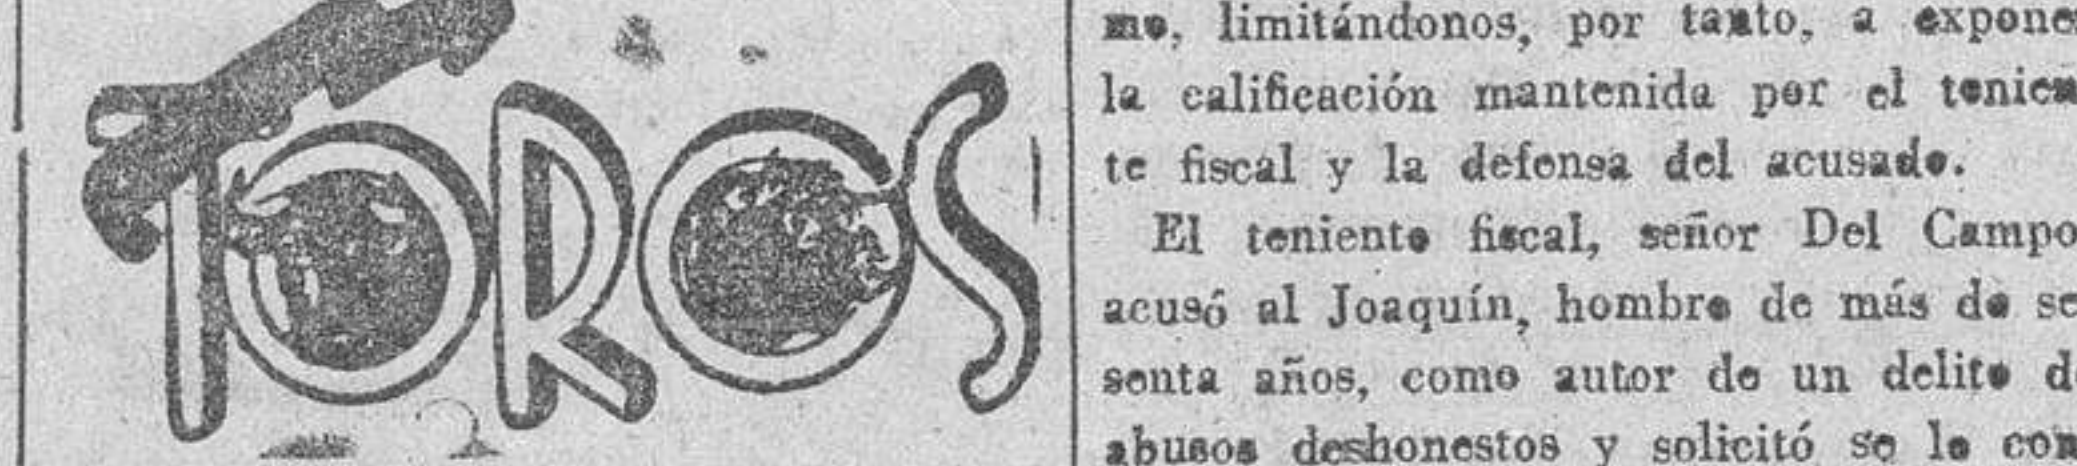 TOROS
mo, limitándonos, por tanto, a expone
la calificación mantenida por el tenien
te fiscal y la defensa del acusado.
El teniente fiscal, señor Del Campo
acusó al Joaquín, hombre de más de se
senta años, como autor de un delito de
abusos deshonestos y solicitó se le con